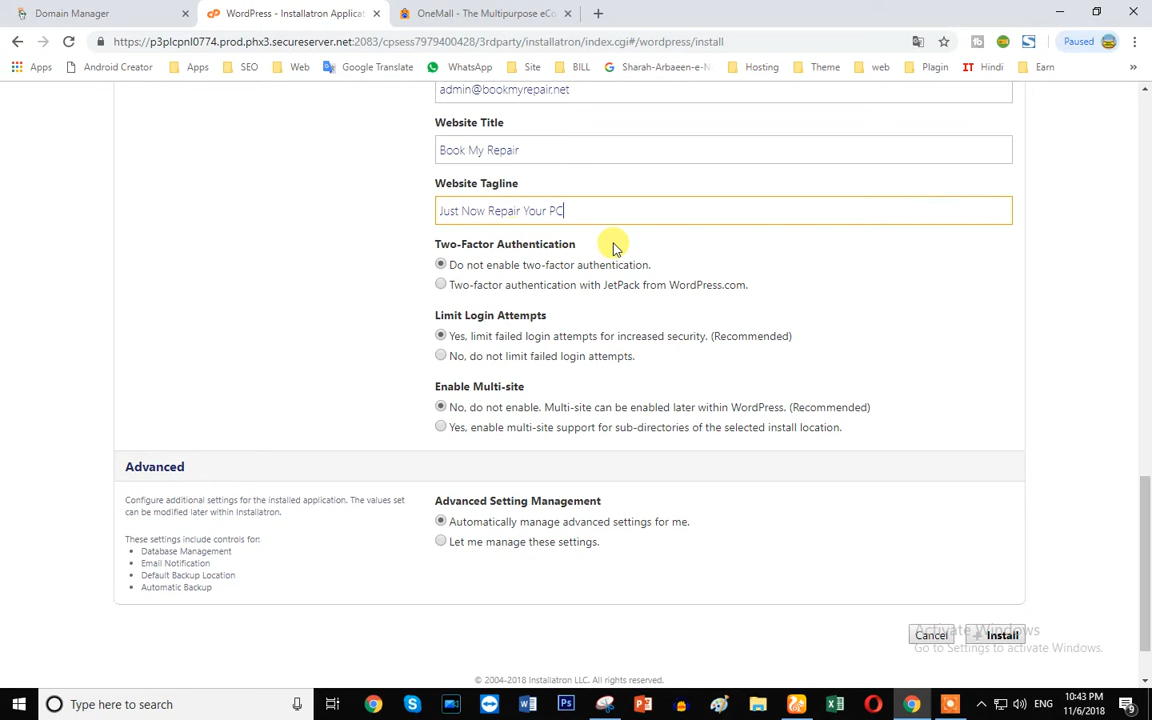 Domain Manager
WordPress - Installatron Applicat
OneMall - The Multipurpose eCo
https://p3plcpnl0774.prod.phx3.secureserver.net:2083/cpsess7979400428/3rdparty/installatron/index.cgi#/wordpress/install
Paused
Apps
Android Creator
Apps
SEO
Web
Google Translate
WhatsApp
Site
BILL
Sharah-Arbaeen-e-N
Hosting
Theme
web
Plagin
IT Hindi
Earn
admin@bookmyrepair.net
Website Title
Book My Repair
Website Tagline
Just Now Repair Your PC
Two-Factor Authentication
Do not enable two-factor authentication.
Two-factor authentication with JetPack from WordPress.com.
Limit Login Attempts
Yes, limit failed login attempts for increased security. (Recommended)
No, do not limit failed login attempts.
Enable Multi-site
No, do not enable. Multi-site can be enabled later within WordPress. (Recommended)
Yes, enable multi-site support for sub-directories of the selected install location.
Advanced
Configure additional settings for the installed application. The values set
can be modified later within Installatron.
These settings include controls for:
Database Management
Email Notification
Default Backup Location
Automatic Backup
Advanced Setting Management
Automatically manage advanced settings for me.
Let me manage these settings.
Cancel
+ Install
Activate Windows
Go to Settings to activate Windows.
© 2004-2018 Installatron LLC. All rights reserved.
Type here to search
ENG
10:43 PM
11/6/2018
9